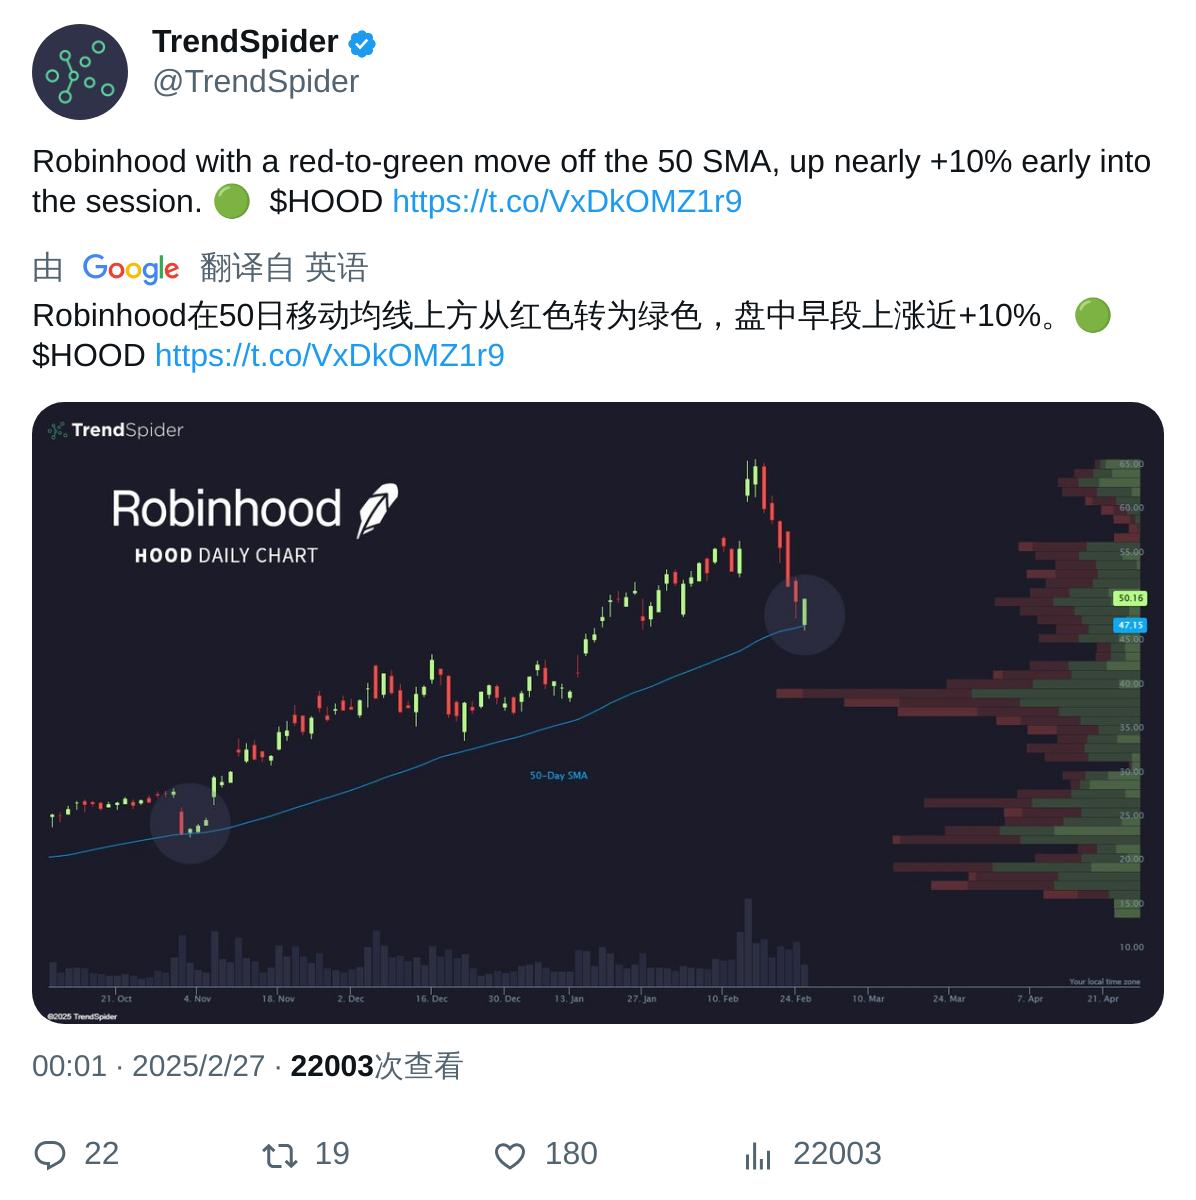 TrendSpider
@TrendSpider
Robinhood with a red-to-green move off the 50 SMA, up nearly +10% early into
the session. 🟢 $HOOD https://t.co/VxDkOMZ1r9
由 Google 翻译自 英语
Robinhood在50日移动均线上方从红色转为绿色，盘中早段上涨近+10%。🟢
$HOOD https://t.co/VxDkOMZ1r9
TrendSpider
Robinhood
HOOD DAILY CHART
65.00
60.00
55.00
50.16
47.15
45.00
40.00
35.00
30.00
50-Day SMA
25.00
20.00
15.00
10.00
Your local time zone
21. Oct 4. Nov 18. Nov 2. Dec 16. Dec 30. Dec 13. Jan 27. Jan 10. Feb 24. Feb 10. Mar 24. Mar 7. Apr 21. Apr
©2025 TrendSpider
00:01 · 2025/2/27 · 22003次查看
22 19 180 22003